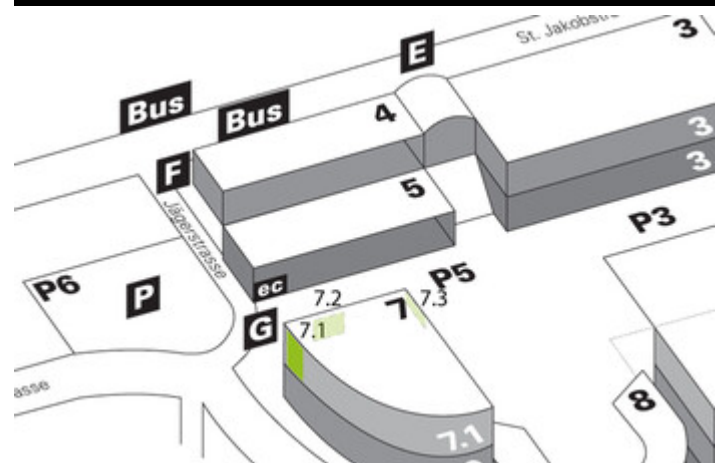 St. Jakobstr
3
E
Bus
Bus
4
3
3
F
5
Jägerstrasse
P3
P6
P
ec
P5
7.2
7
7.3
G
7.1
8
asse
7.1